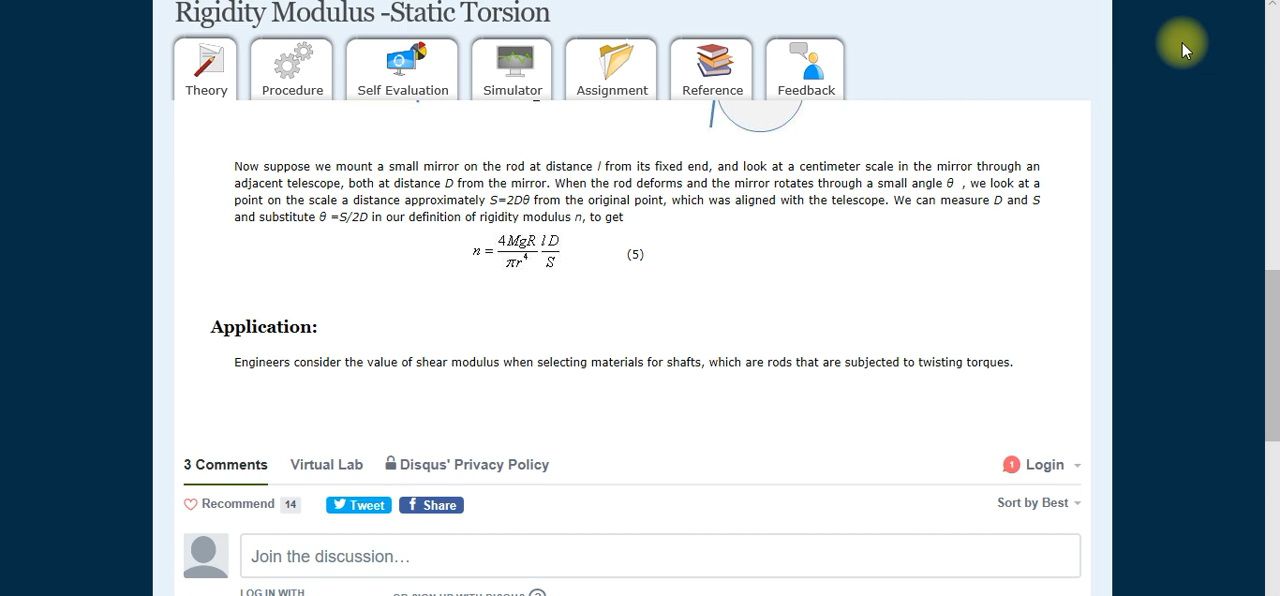 Rigidity Modulus -Static Torsion
Theory
Procedure
Self Evaluation
Simulator
Assignment
Reference
Feedback
Now suppose we mount a small mirror on the rod at distance l from its fixed end, and look at a centimeter scale in the mirror through an
adjacent telescope, both at distance D from the mirror. When the rod deforms and the mirror rotates through a small angle θ , we look at a
point on the scale a distance approximately S=2Dθ from the original point, which was aligned with the telescope. We can measure D and S
and substitute θ =S/2D in our definition of rigidity modulus n, to get
n = 4MgR/πr⁴ lD/S (5)
Application:
Engineers consider the value of shear modulus when selecting materials for shafts, which are rods that are subjected to twisting torques.
3 Comments Virtual Lab Disqus' Privacy Policy 1 Login
Recommend 14 Tweet f Share Sort by Best
Join the discussion…
LOG IN WITH OR SIGN UP WITH DISQUS ?